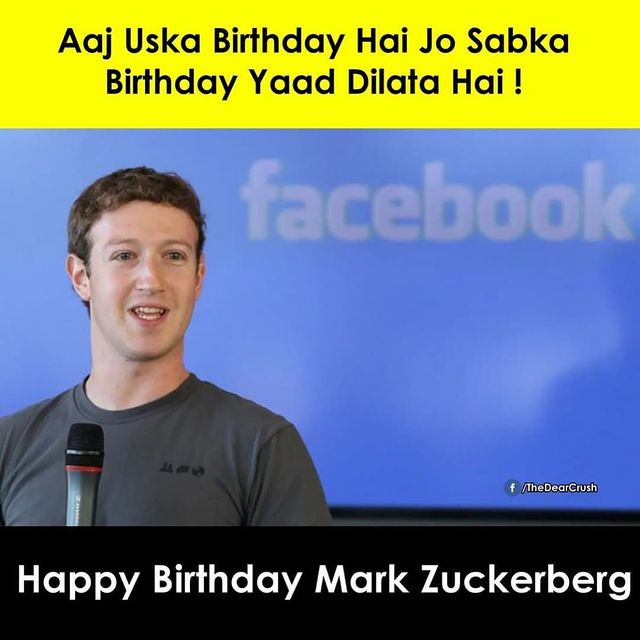 Aaj Uska Birthday Hai Jo Sabka
Birthday Yaad Dilata Hai !
facebook
f /TheDearCrush
Happy Birthday Mark Zuckerberg